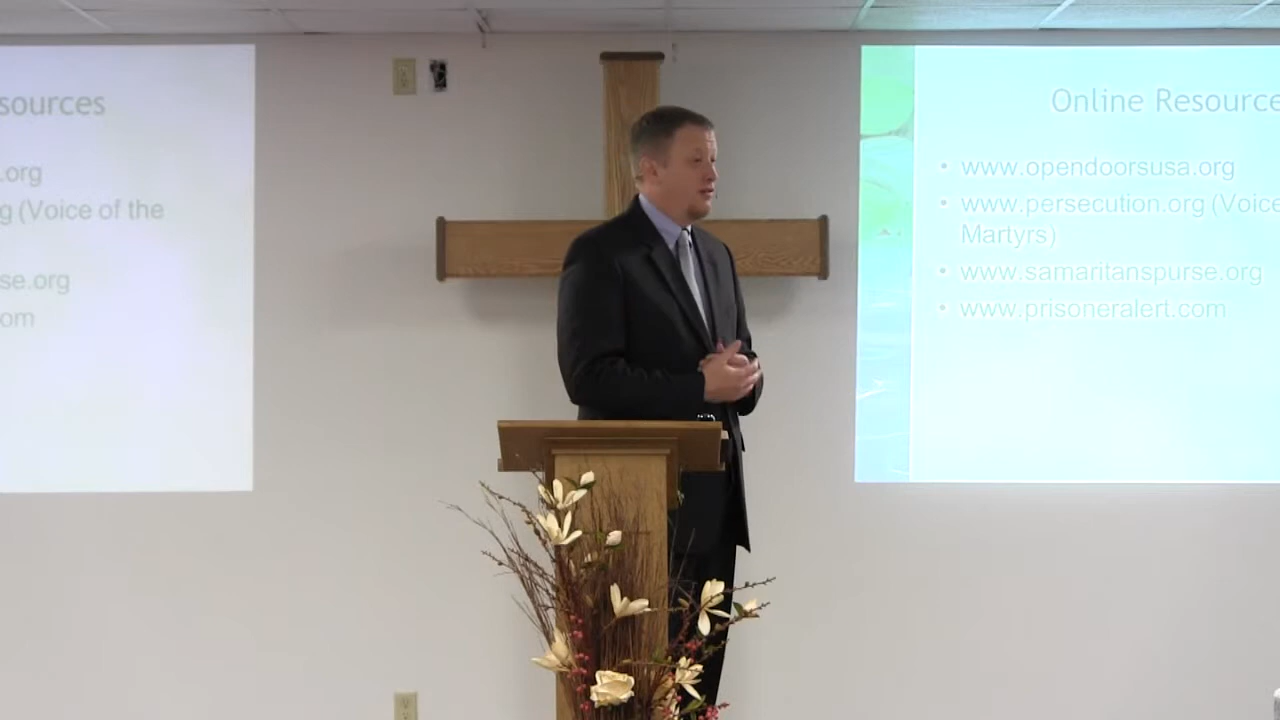 sources
.org
g (Voice of the
se.org
om
Online Resource
• www.opendoorsusa.org
• www.persecution.org (Voice
Martyrs)
• www.samaritanspurse.org
• www.prisoneralert.com